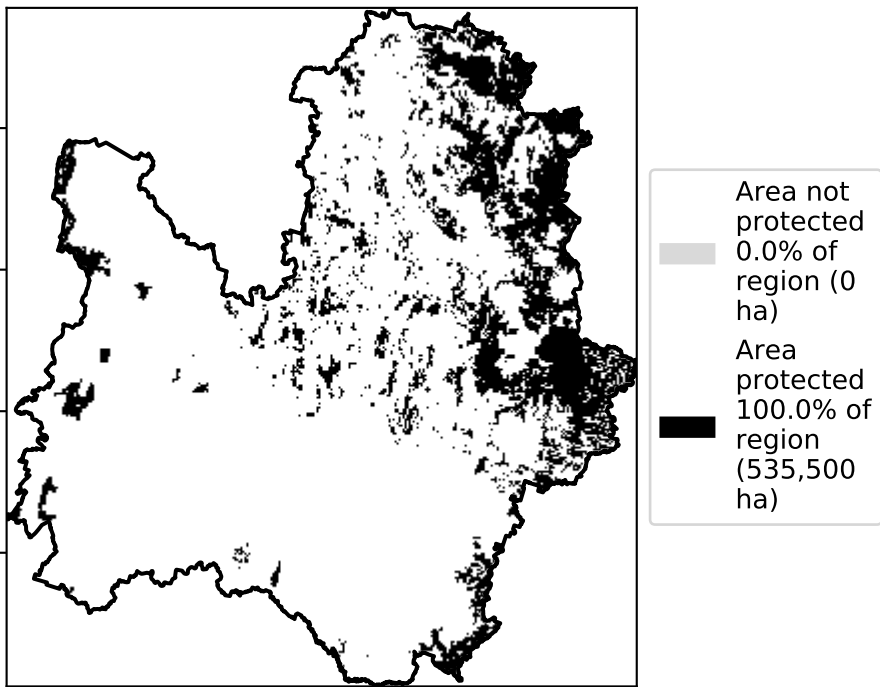 Area not
protected
0.0% of
region (0
ha)
Area
protected
100.0% of
region
(535,500
ha)